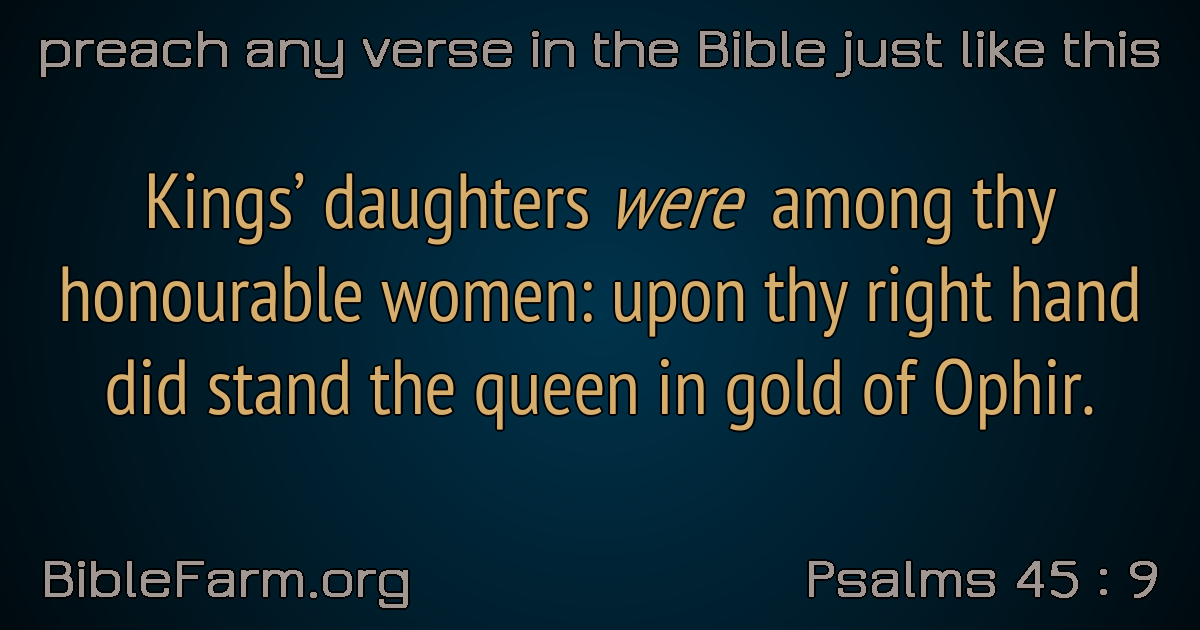 preach any verse in the Bible just like this
Kings’ daughters were among thy
honourable women: upon thy right hand
did stand the queen in gold of Ophir.
BibleFarm.org
Psalms 45 : 9